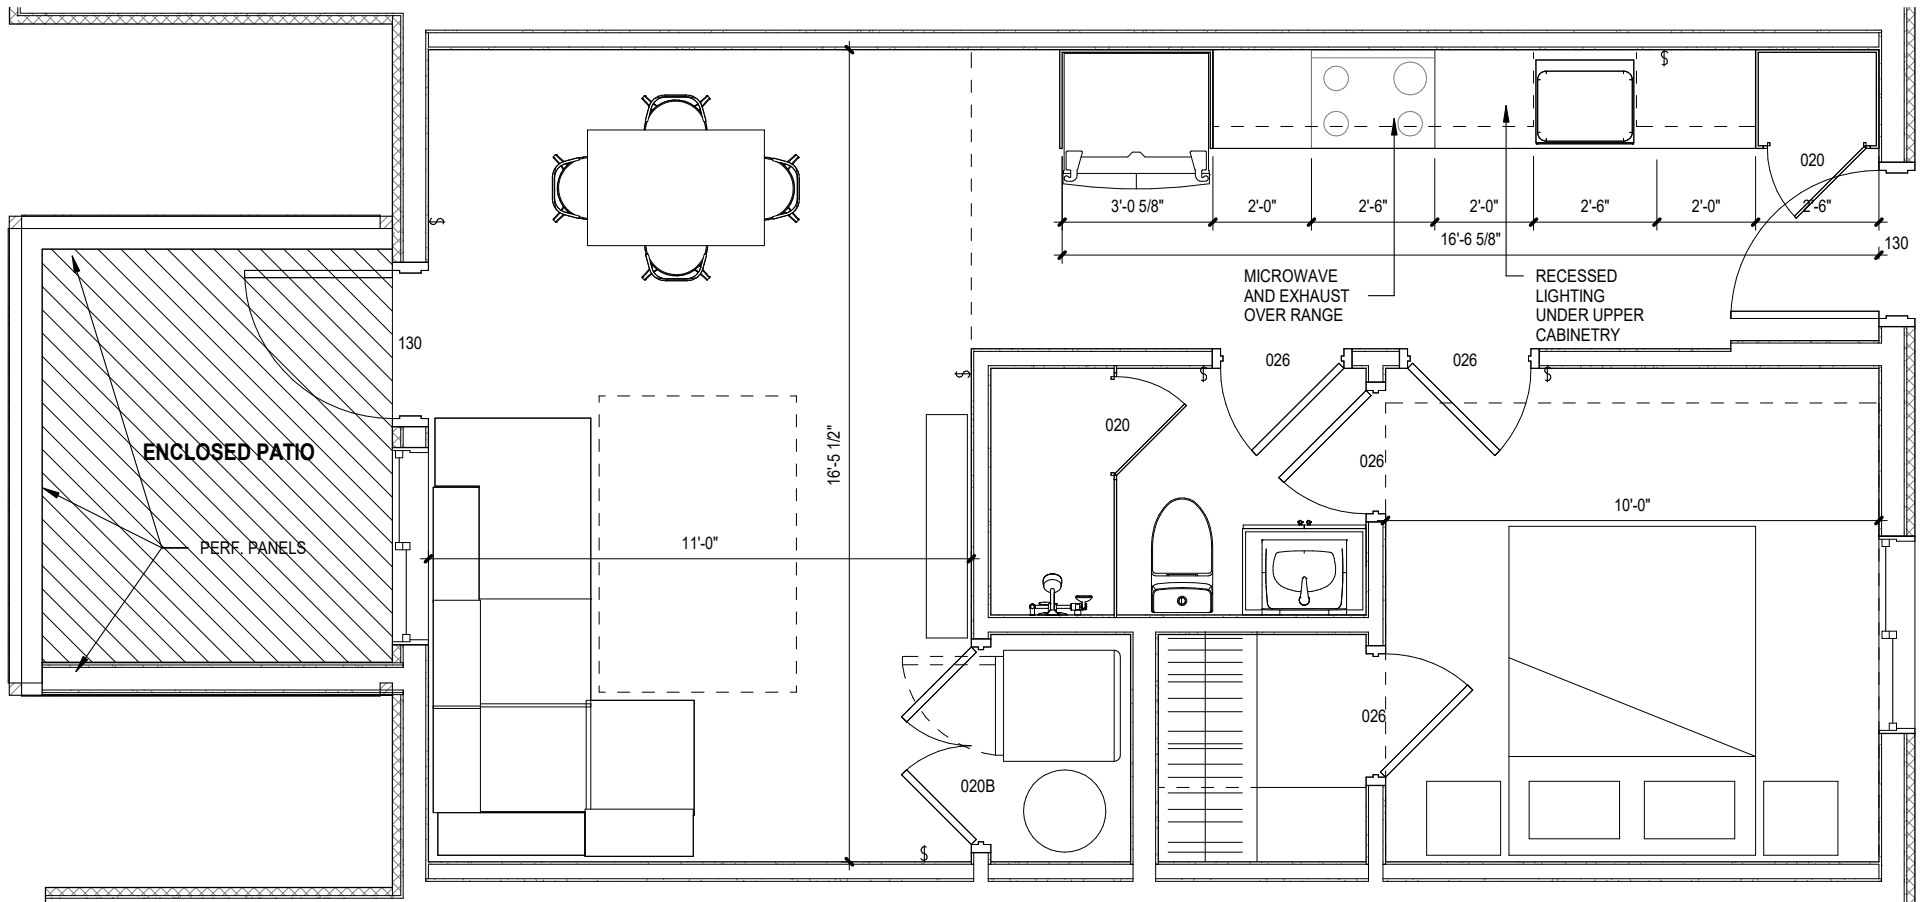 020
3'-0 5/8"
2'-0"
2'-6"
2'-0"
2'-6"
2'-0"
2'-6"
16'-6 5/8"
130
MICROWAVE
AND EXHAUST
OVER RANGE
RECESSED
LIGHTING
UNDER UPPER
CABINETRY
130
026
026
020
ENCLOSED PATIO
16'-5 1/2"
026
10'-0"
PERF. PANELS
11'-0"
026
020B
$
$
$
$
$
$